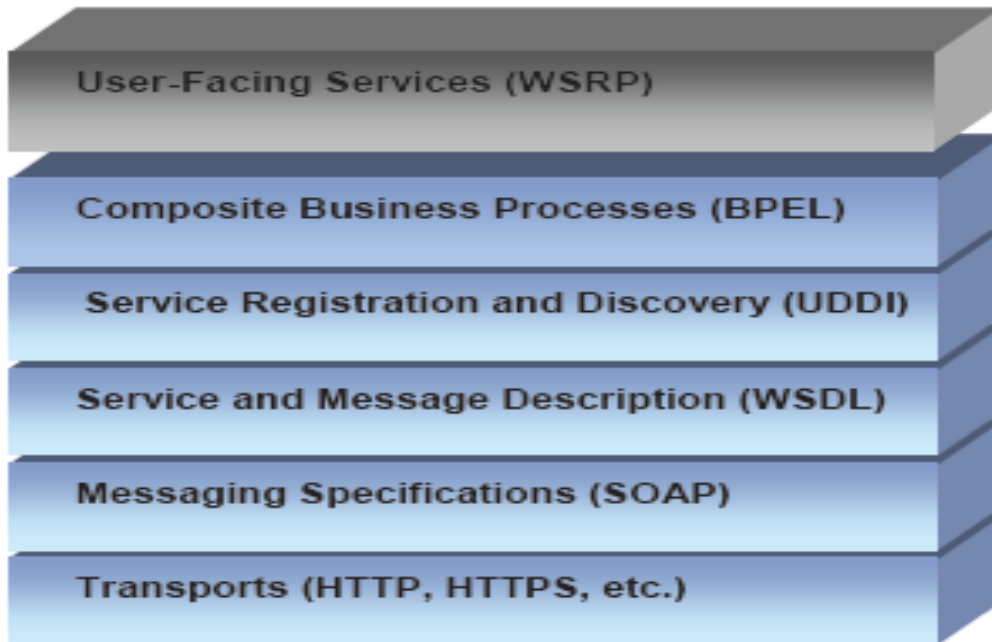 User-Facing Services (WSRP)
Composite Business Processes (BPEL)
Service Registration and Discovery (UDDI)
Service and Message Description (WSDL)
Messaging Specifications (SOAP)
Transports (HTTP, HTTPS, etc.)